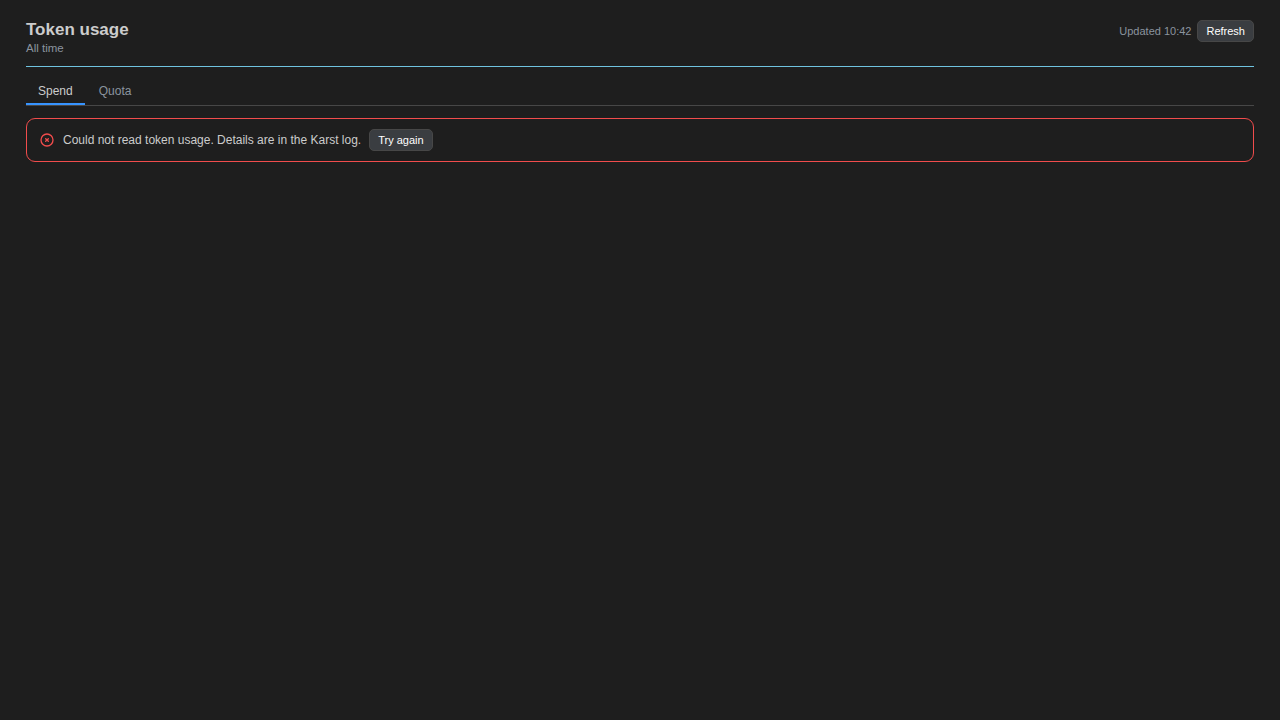 Token usage
All time
Updated 10:42 Refresh
Spend Quota
Could not read token usage. Details are in the Karst log. Try again